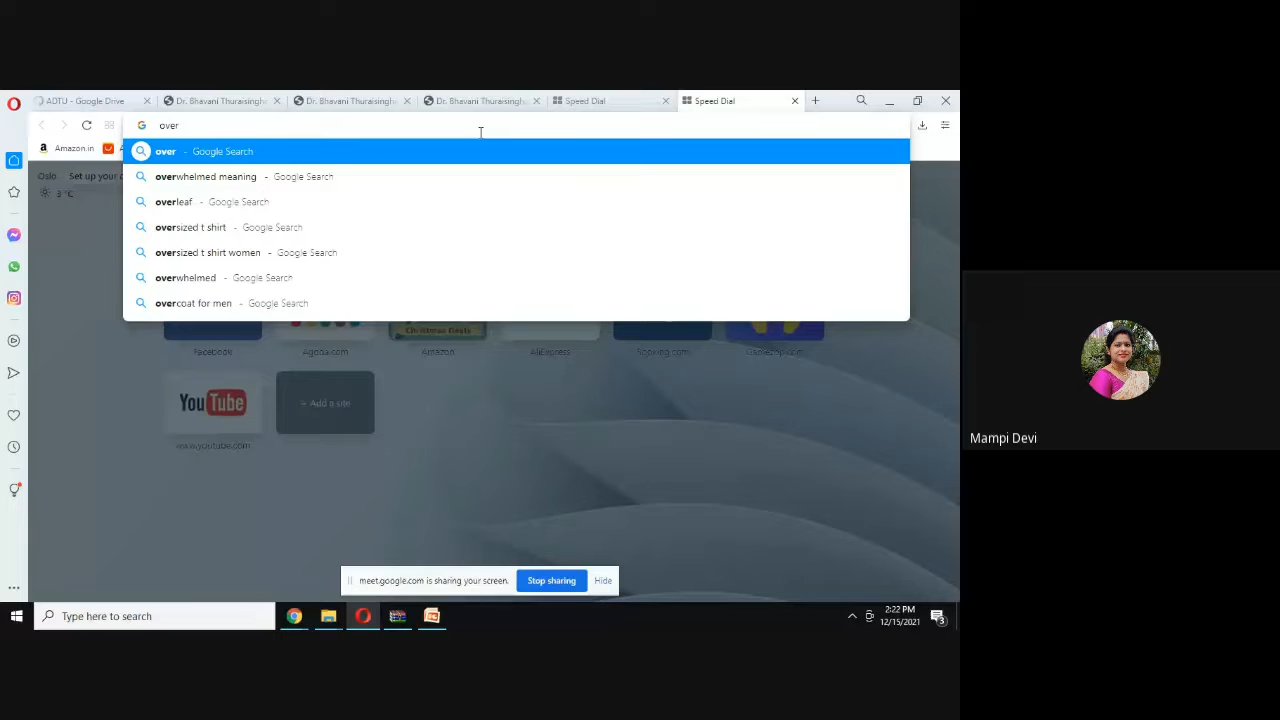 ADTU - Google Drive
Dr. Bhavani Thuraisingh
Dr. Bhavani Thuraisingh
Dr. Bhavani Thuraisingh
Speed Dial
Speed Dial
over
Amazon.in
over - Google Search
overwhelmed meaning - Google Search
overleaf - Google Search
oversized t shirt - Google Search
oversized t shirt women - Google Search
overwhelmed - Google Search
overcoat for men - Google Search
Oslo
Set up your
3 °C
Christmas
Facebook
Agoda.com
Amazon
AliExpress
YouTube
+ Add a site
www.youtube.com
Mampi Devi
meet.google.com is sharing your screen.
Stop sharing
Hide
Type here to search
2:22 PM
12/15/2021
3